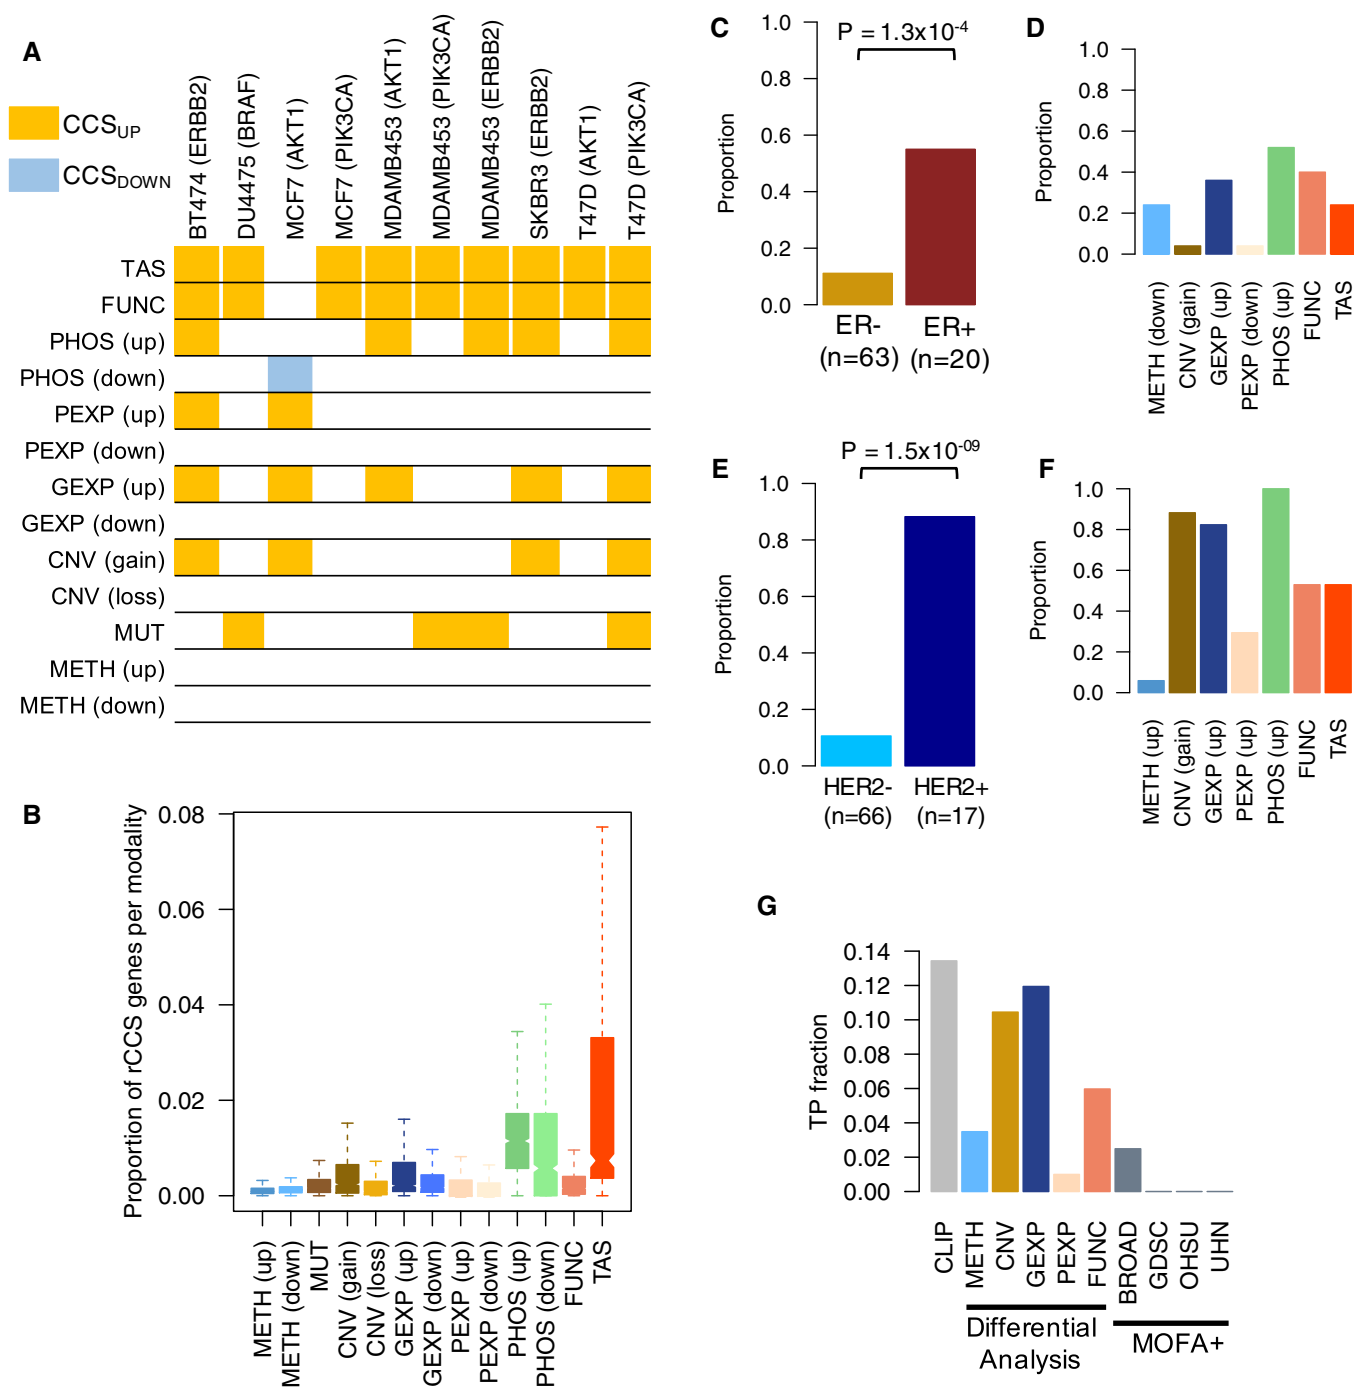 A
CCSUP
CCSDOWN
BT474 (ERBB2)
DU4475 (BRAF)
MCF7 (AKT1)
MCF7 (PIK3CA)
MDAMB453 (AKT1)
MDAMB453 (PIK3CA)
MDAMB453 (ERBB2)
SKBR3 (ERBB2)
T47D (AKT1)
T47D (PIK3CA)
TAS
FUNC
PHOS (up)
PHOS (down)
PEXP (up)
PEXP (down)
GEXP (up)
GEXP (down)
CNV (gain)
CNV (loss)
MUT
METH (up)
METH (down)
B
Proportion of rCCS genes per modality
0.08
0.06
0.04
0.02
0.00
METH (up)
METH (down)
MUT
CNV (gain)
CNV (loss)
GEXP (up)
GEXP (down)
PEXP (up)
PEXP (down)
PHOS (up)
PHOS (down)
FUNC
TAS
C
P = 1.3x10-4
Proportion
1.0
0.8
0.6
0.4
0.2
0.0
ER-
(n=63)
ER+
(n=20)
D
Proportion
1.0
0.8
0.6
0.4
0.2
0.0
METH (down)
CNV (gain)
GEXP (up)
PEXP (down)
PHOS (up)
FUNC
TAS
E
P = 1.5x10-09
Proportion
1.0
0.8
0.6
0.4
0.2
0.0
HER2-
(n=66)
HER2+
(n=17)
F
Proportion
1.0
0.8
0.6
0.4
0.2
0.0
METH (up)
CNV (gain)
GEXP (up)
PEXP (up)
PHOS (up)
FUNC
TAS
G
TP fraction
0.14
0.12
0.10
0.08
0.06
0.04
0.02
0.00
CLIP
METH
CNV
GEXP
PEXP
FUNC
BROAD
GDSC
OHSU
UHN
Differential
Analysis
MOFA+